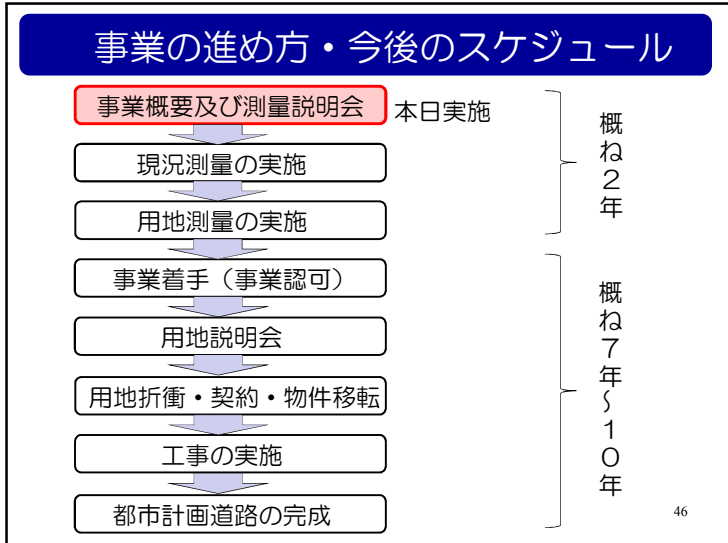 事業の進め方・今後のスケジュール
事業概要及び測量説明会
本日実施
現況測量の実施
用地測量の実施
概ね２年
事業着手（事業認可）
用地説明会
用地折衝・契約・物件移転
工事の実施
都市計画道路の完成
概ね７年～１０年
46